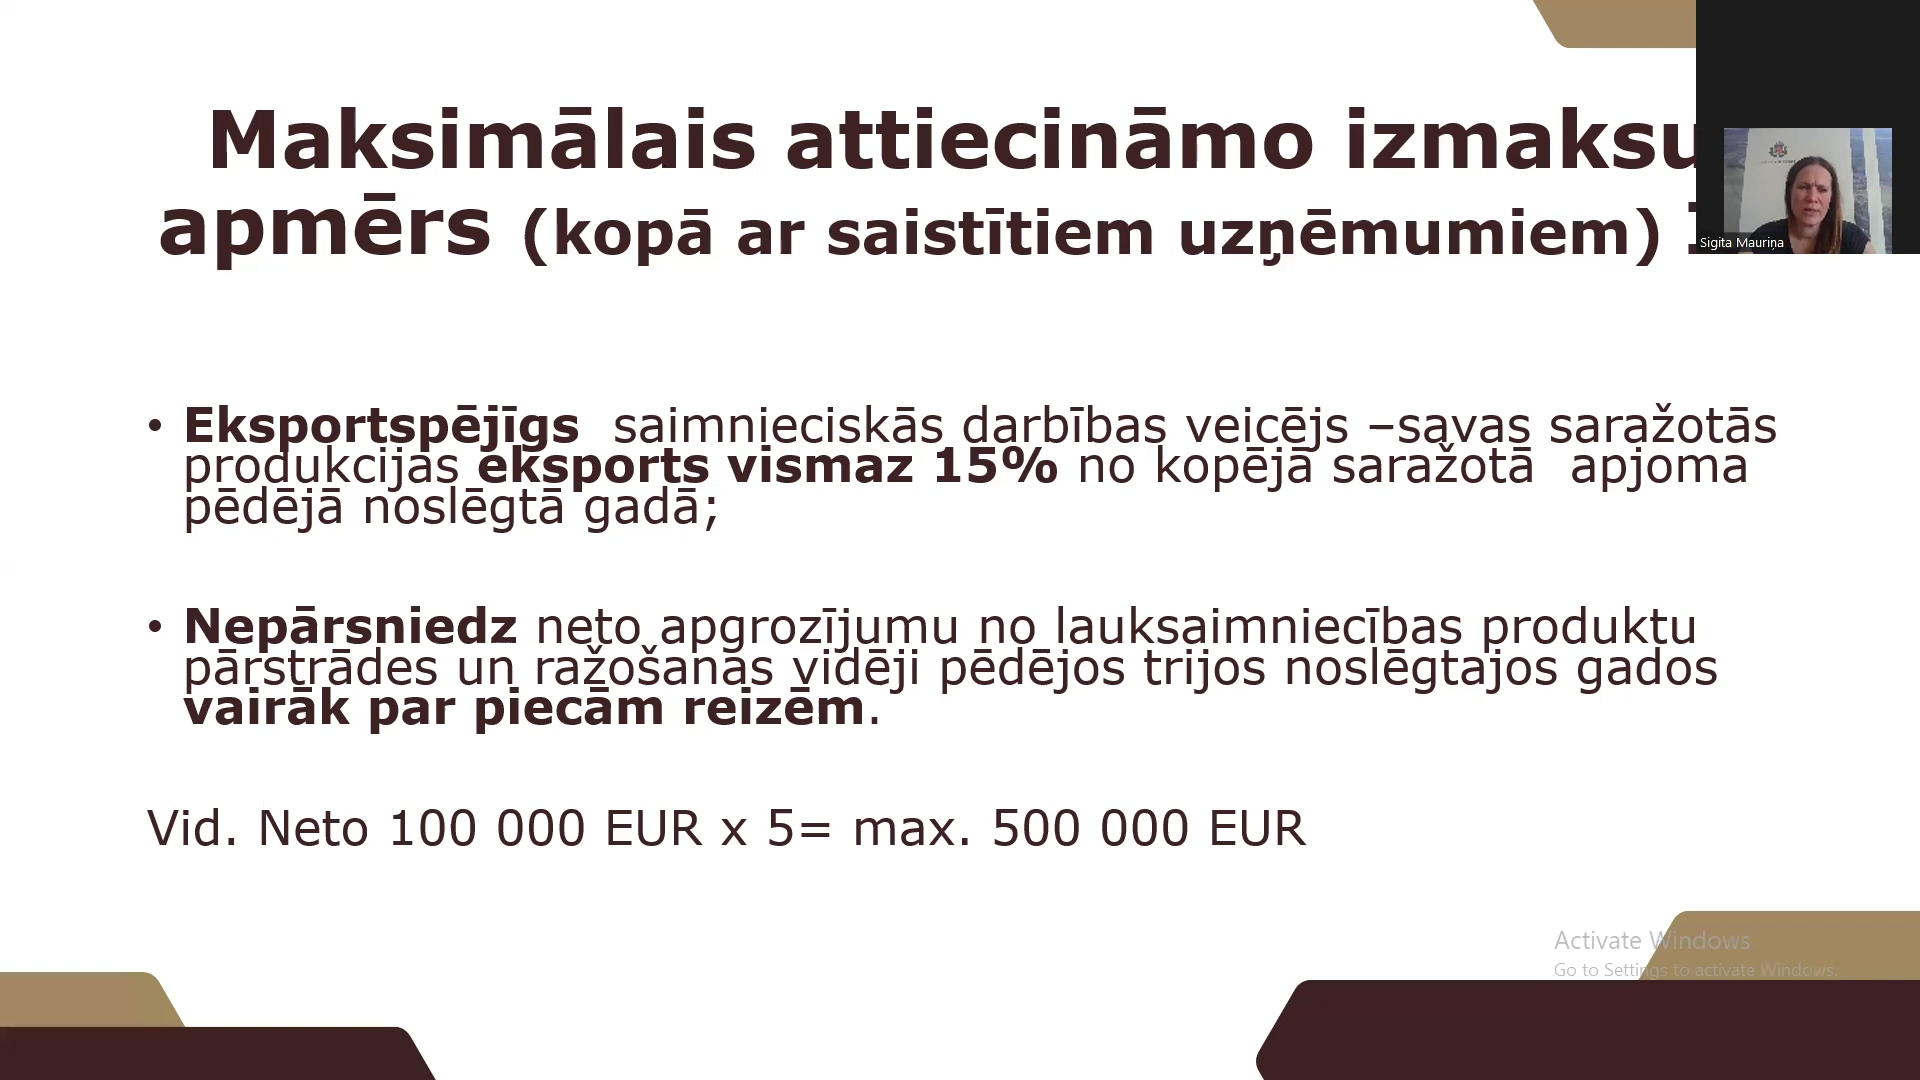 Maksimālais attiecināmo izmaksu
apmērs (kopā ar saistītiem uzņēmumiem)
• Eksportspējīgs saimnieciskās darbības veicējs –savas saražotās
produkcijas eksports vismaz 15% no kopējā saražotā apjoma
pēdējā noslēgtā gadā;
• Nepārsniedz neto apgrozījumu no lauksaimniecības produktu
pārstrādes un ražošanas vidēji pēdējos trijos noslēgtajos gados
vairāk par piecām reizēm.
Vid. Neto 100 000 EUR x 5= max. 500 000 EUR
Sigita Mauriņa
Activate Windows
Go to Settings to activate Windows.